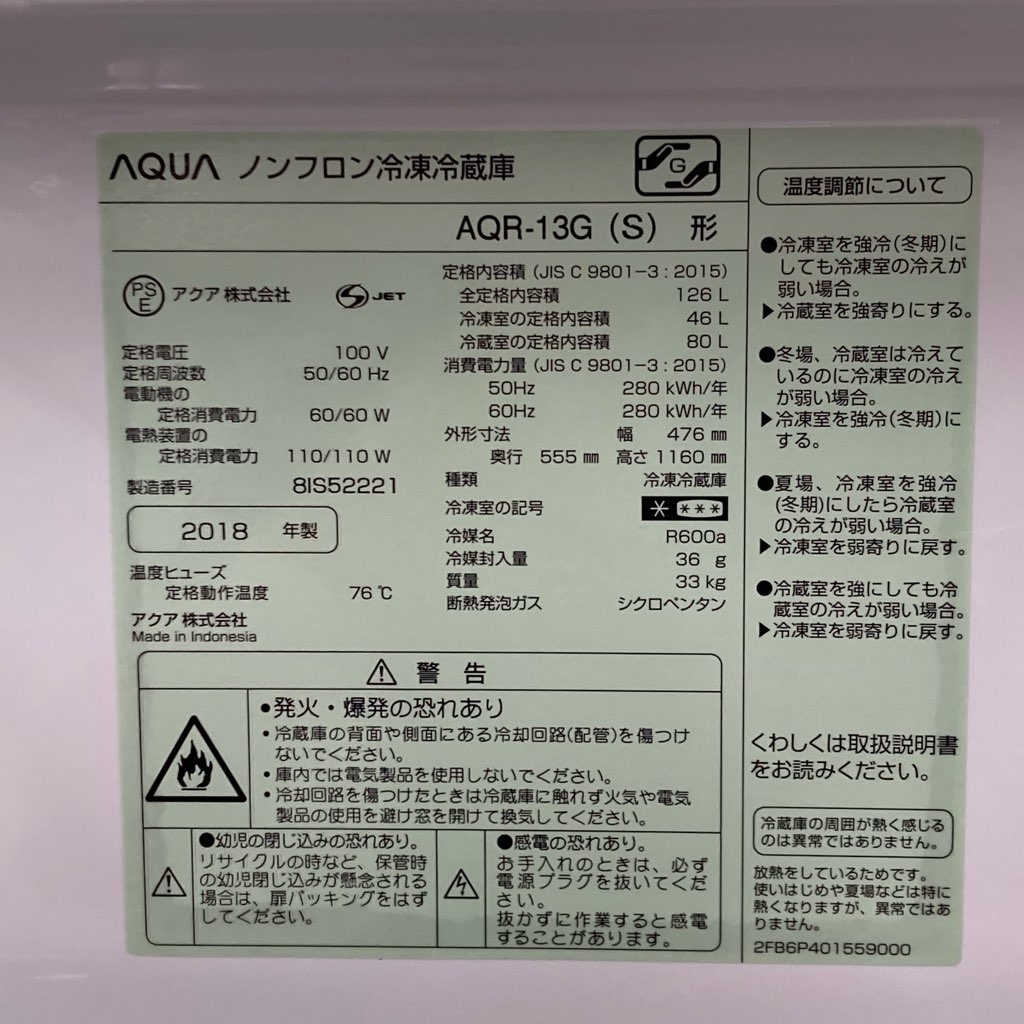 AQUA ノンフロン冷凍冷蔵庫
G
AQR-13G (S) 形
PS
E
アクア 株式会社
S JET
定格電圧 100 V
定格周波数 50/60 Hz
電動機の
定格消費電力 60/60 W
電熱装置の
定格消費電力 110/110 W
製造番号 8IS52221
2018 年製
温度ヒューズ
定格動作温度 76 ℃
アクア 株式会社
Made in Indonesia
定格内容積 (JIS C 9801-3 : 2015)
全定格内容積 126 L
冷凍室の定格内容積 46 L
冷蔵室の定格内容積 80 L
消費電力量 (JIS C 9801-3 : 2015)
50Hz 280 kWh/年
60Hz 280 kWh/年
外形寸法 幅 476 ㎜
奥行 555 ㎜ 高さ 1160 ㎜
種類 冷凍冷蔵庫
冷凍室の記号 * ***
冷媒名 R600a
冷媒封入量 36 g
質量 33 kg
断熱発泡ガス シクロペンタン
⚠ 警 告
•発火・爆発の恐れあり
・冷蔵庫の背面や側面にある冷却回路(配管)を傷つけ
ないでください。
・庫内では電気製品を使用しないでください。
・冷却回路を傷つけたときは冷蔵庫に触れず火気や電気
製品の使用を避け窓を開けて換気してください。
●幼児の閉じ込みの恐れあり。
リサイクルの時など、保管時
の幼児閉じ込みが懸念される
場合は、扉パッキングをはず
してください。
●感電の恐れあり。
お手入れのときは、必ず
電源プラグを抜いてくだ
さい。
抜かずに作業すると感電
することがあります。
温度調節について
●冷凍室を強冷(冬期)に
しても冷凍室の冷えが
弱い場合。
▶冷蔵室を強寄りにする。
●冬場、冷蔵室は冷えて
いるのに冷凍室の冷え
が弱い場合。
▶冷凍室を強冷(冬期)に
する。
●夏場、冷凍室を強冷
(冬期)にしたら冷蔵室
の冷えが弱い場合。
▶冷凍室を弱寄りに戻す。
●冷蔵室を強にしても冷
蔵室の冷えが弱い場合。
▶冷凍室を弱寄りに戻す。
くわしくは取扱説明書
をお読みください。
冷蔵庫の周囲が熱く感じる
のは異常ではありません。
放熱をしているためです。
使いはじめや夏場などは特に
熱くなりますが、異常ではあ
りません。
2FB6P401559000